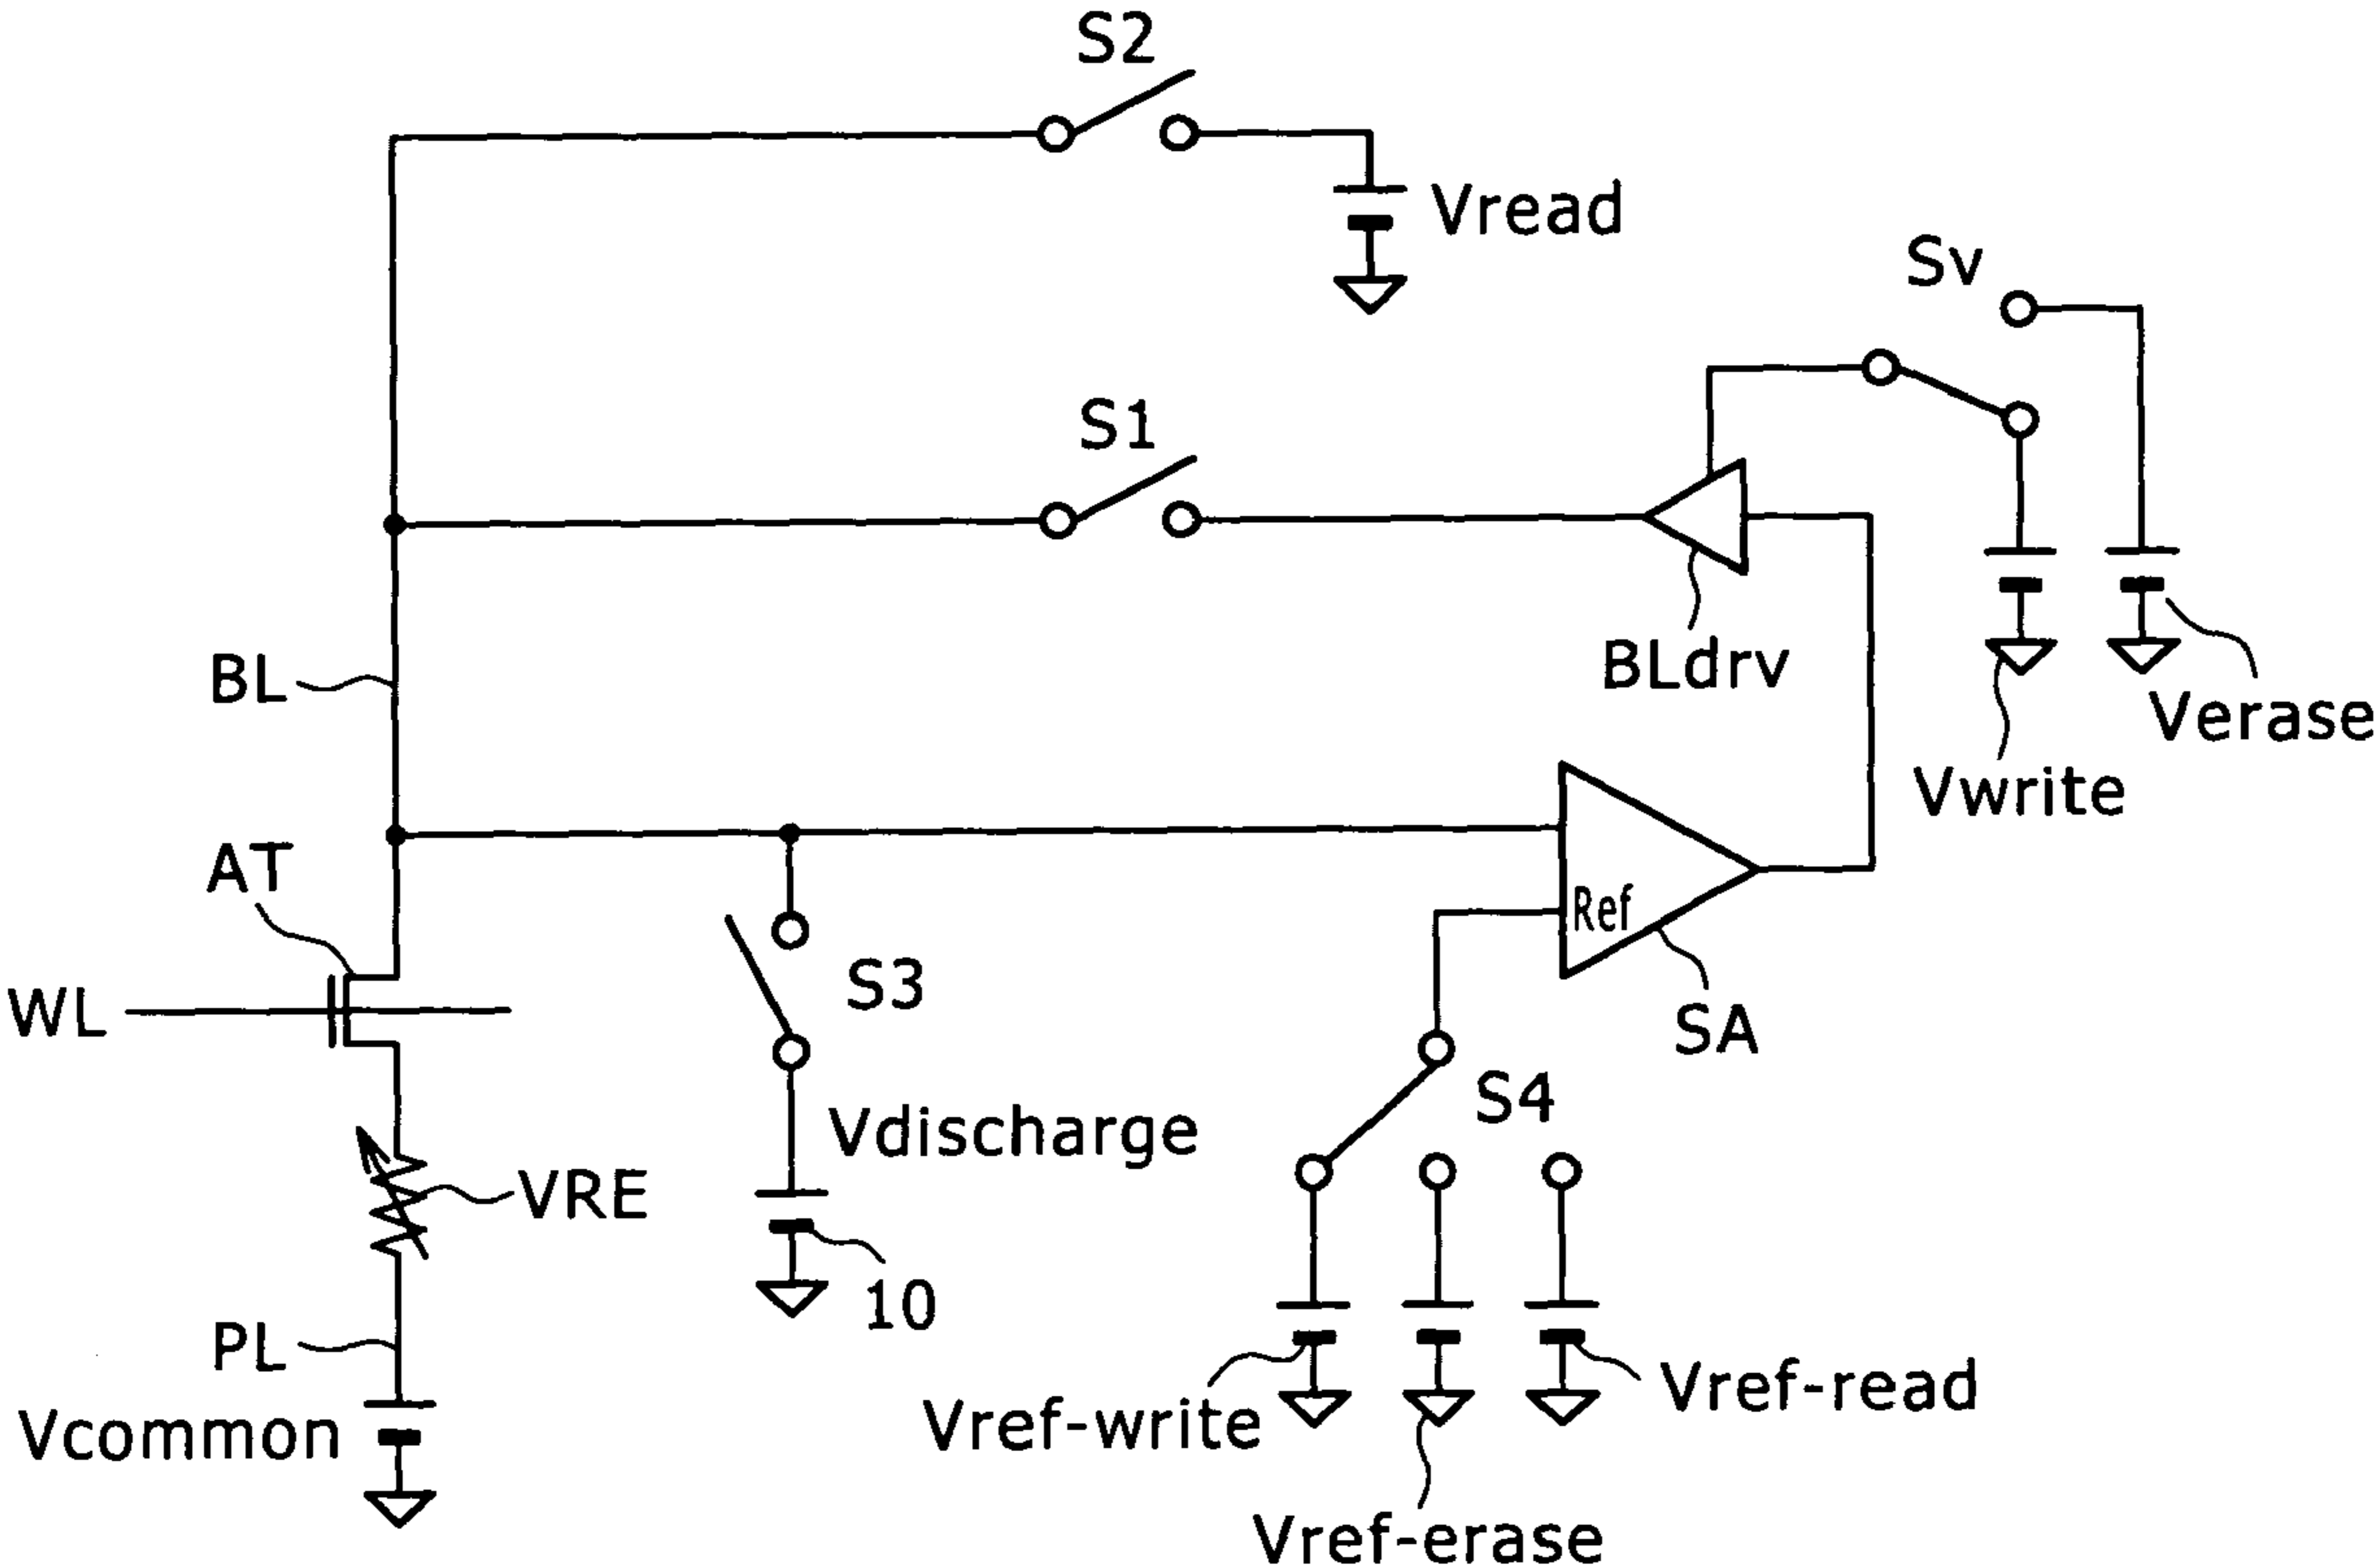 S2
Vread
Sv
S1
BL
BLdrv
Verase
Vwrite
AT
Ref
S3
WL
SA
S4
Vdischarge
VRE
10
PL
Vref-read
Vcommon
Vref-write
Vref-erase